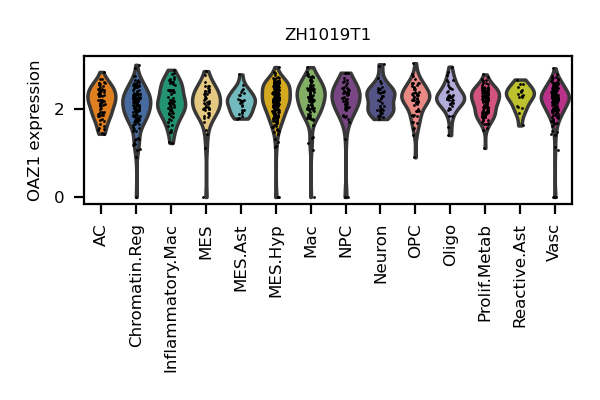 ZH1019T1
OAZ1 expression
2
0
AC
Chromatin.Reg
Inflammatory.Mac
MES
MES.Ast
MES.Hyp
Mac
NPC
Neuron
OPC
Oligo
Prolif.Metab
Reactive.Ast
Vasc